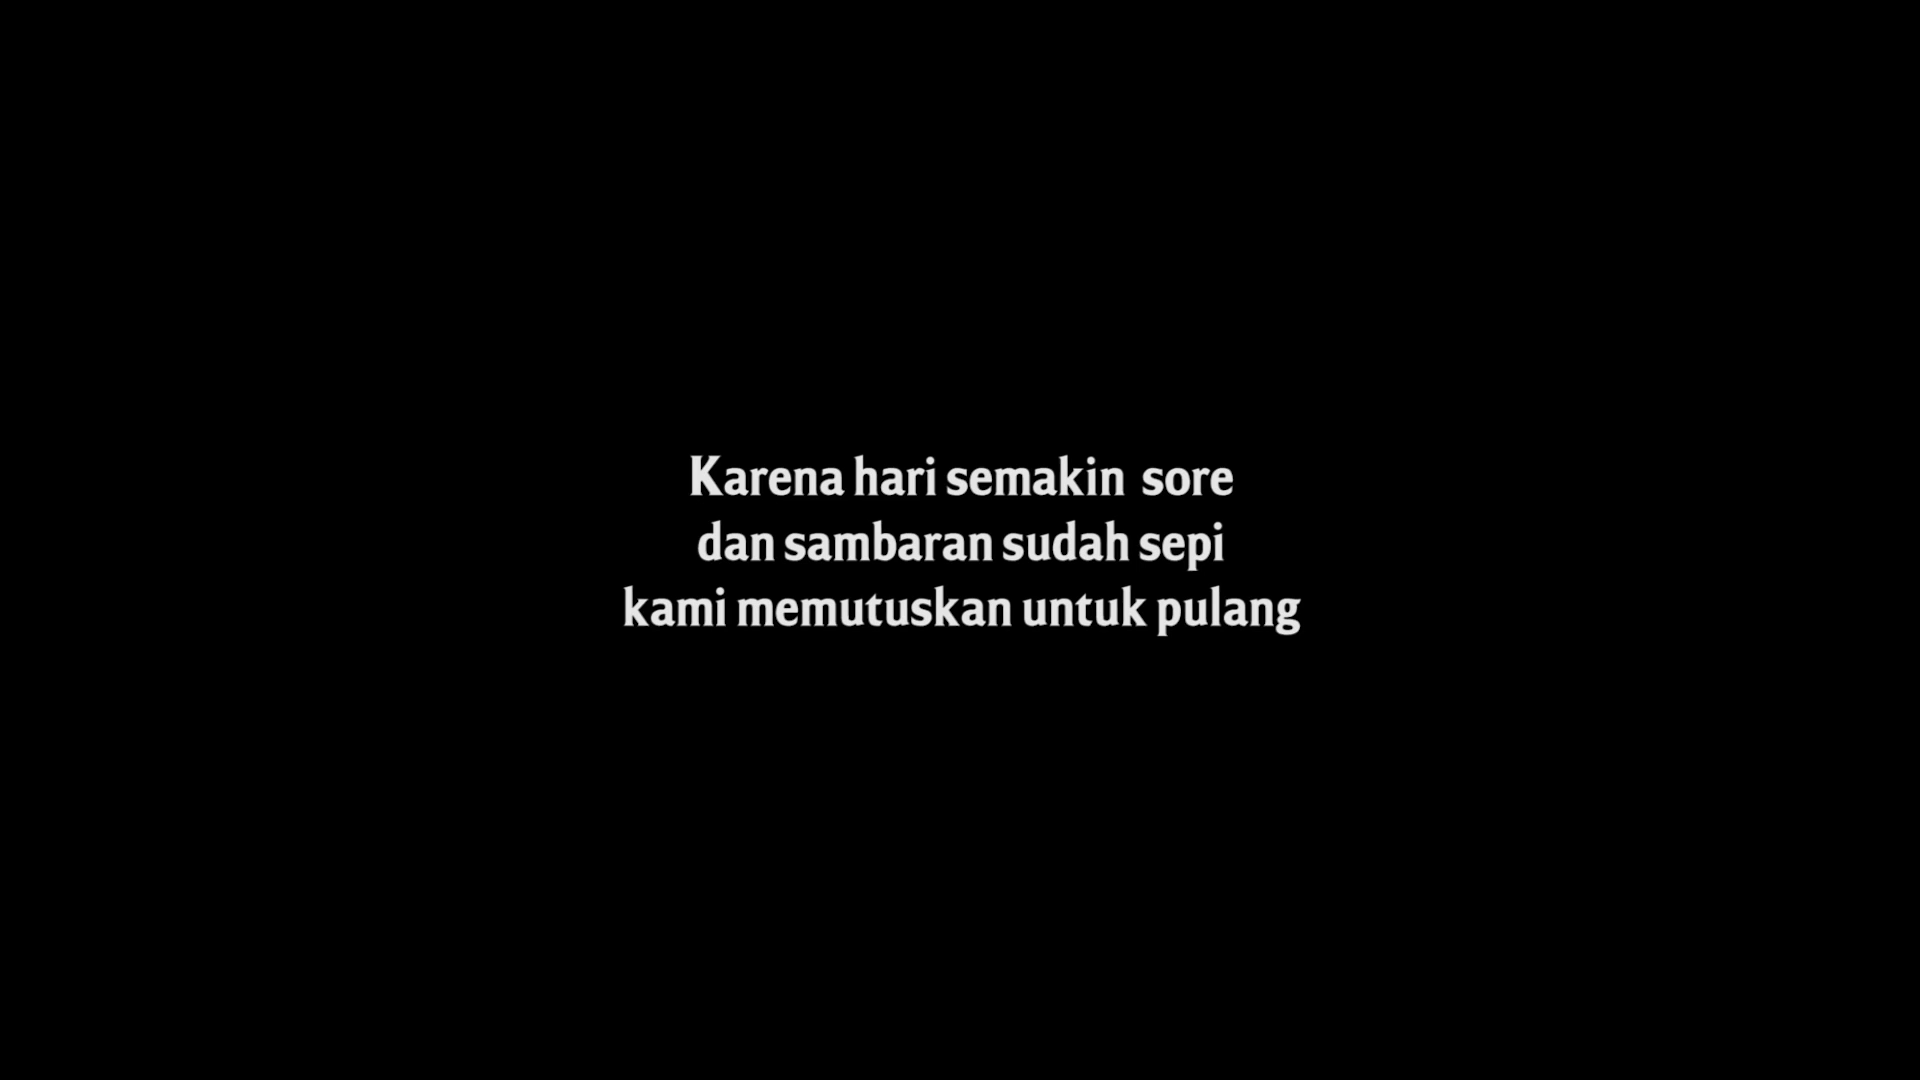 Karena hari semakin  sore
dan sambaran sudah sepi
kami memutuskan untuk pulang